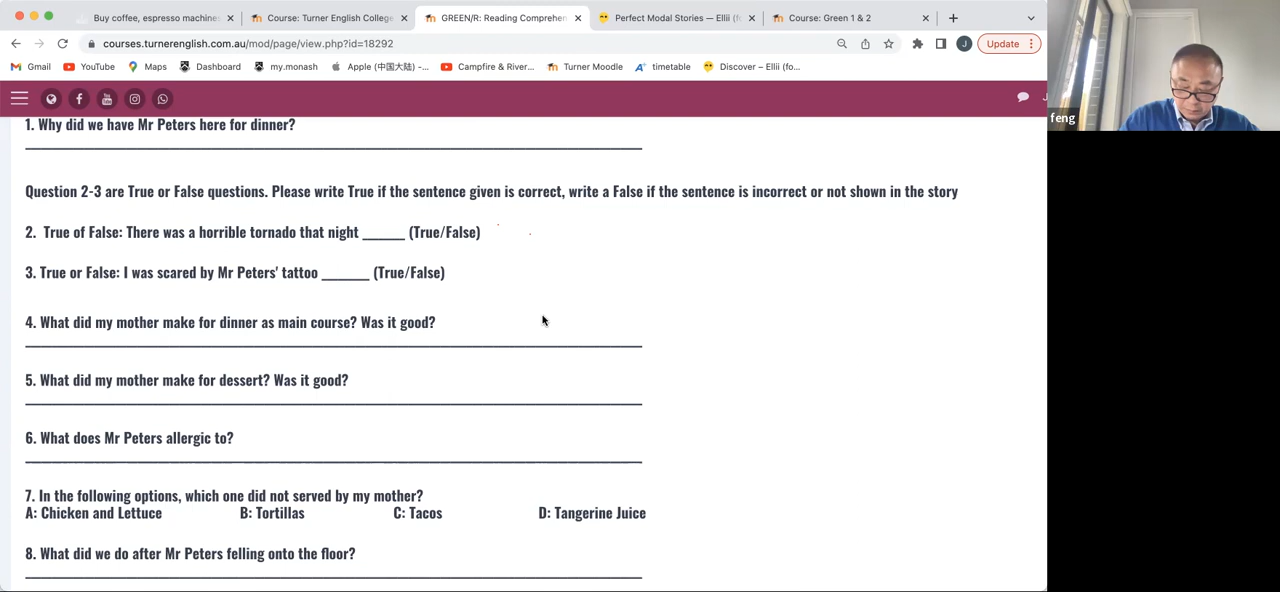 Buy coffee, espresso machines
Course: Turner English College
GREEN/R: Reading Comprehen
Perfect Modal Stories — Ellii (fo
Course: Green 1 & 2
courses.turnerenglish.com.au/mod/page/view.php?id=18292
J
Update
Gmail
YouTube
Maps
Dashboard
my.monash
Apple (中国大陆) –...
Campfire & River...
Turner Moodle
timetable
Discover – Ellii (fo...
J
feng
1. Why did we have Mr Peters here for dinner?
Question 2-3 are True or False questions. Please write True if the sentence given is correct, write a False if the sentence is incorrect or not shown in the story
2. True of False: There was a horrible tornado that night ______ (True/False)
3. True or False: I was scared by Mr Peters' tattoo _______ (True/False)
4. What did my mother make for dinner as main course? Was it good?
5. What did my mother make for dessert? Was it good?
6. What does Mr Peters allergic to?
7. In the following options, which one did not served by my mother?
A: Chicken and Lettuce B: Tortillas C: Tacos D: Tangerine Juice
8. What did we do after Mr Peters felling onto the floor?